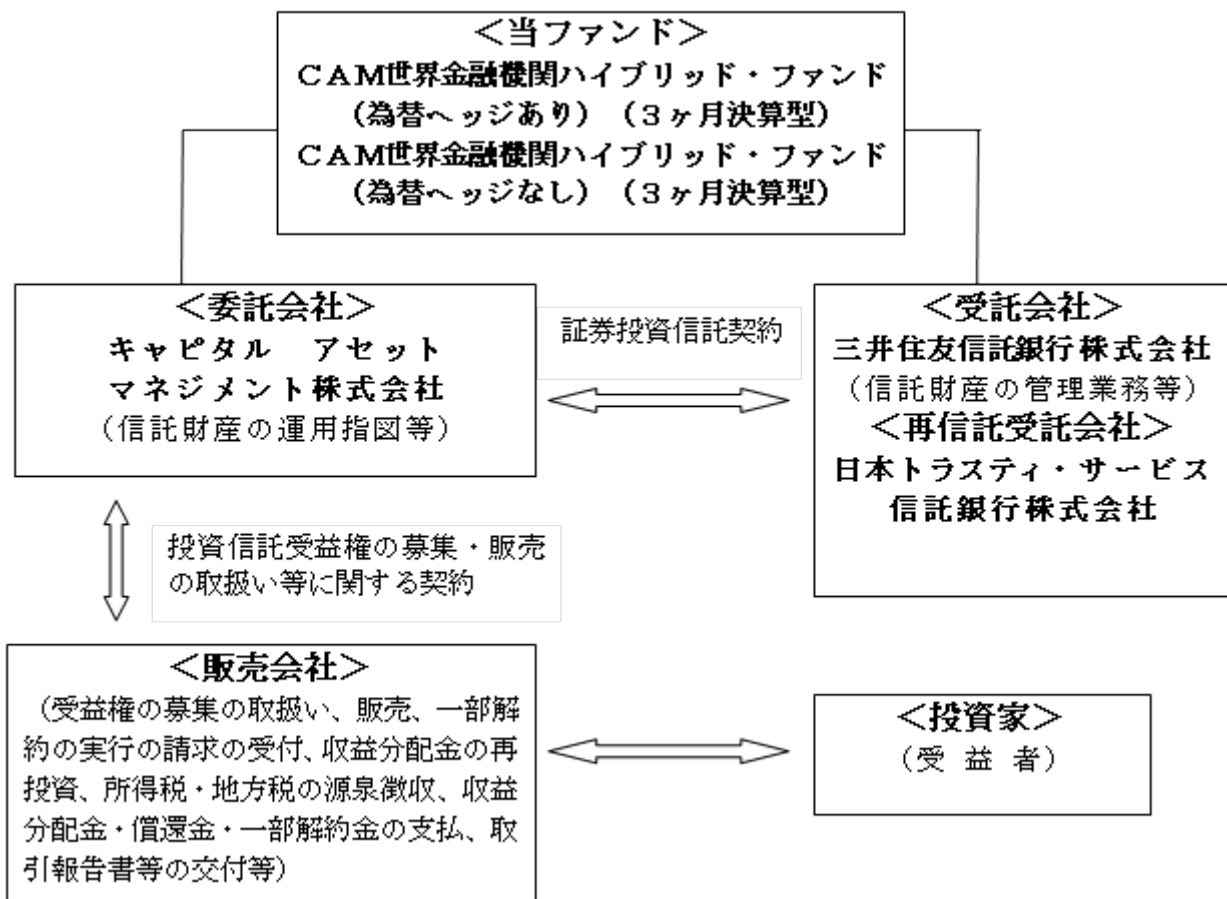 ＜当ファンド＞
ＣＡＭ世界金融機関ハイブリッド・ファンド
（為替ヘッジあり）（３ヶ月決算型）
ＣＡＭ世界金融機関ハイブリッド・ファンド
（為替ヘッジなし）（３ヶ月決算型）
＜委託会社＞
キャピタル　アセット
マネジメント株式会社
（信託財産の運用指図等）
証券投資信託契約
＜受託会社＞
三井住友信託銀行株式会社
（信託財産の管理業務等）
＜再信託受託会社＞
日本トラスティ・サービス
信託銀行株式会社
投資信託受益権の募集・販売
の取扱い等に関する契約
＜販売会社＞
（受益権の募集の取扱い、販売、一部解
約の実行の請求の受付、収益分配金の再
投資、所得税・地方税の源泉徴収、収益
分配金・償還金・一部解約金の支払、取
引報告書等の交付等）
＜投資家＞
（受 益 者）